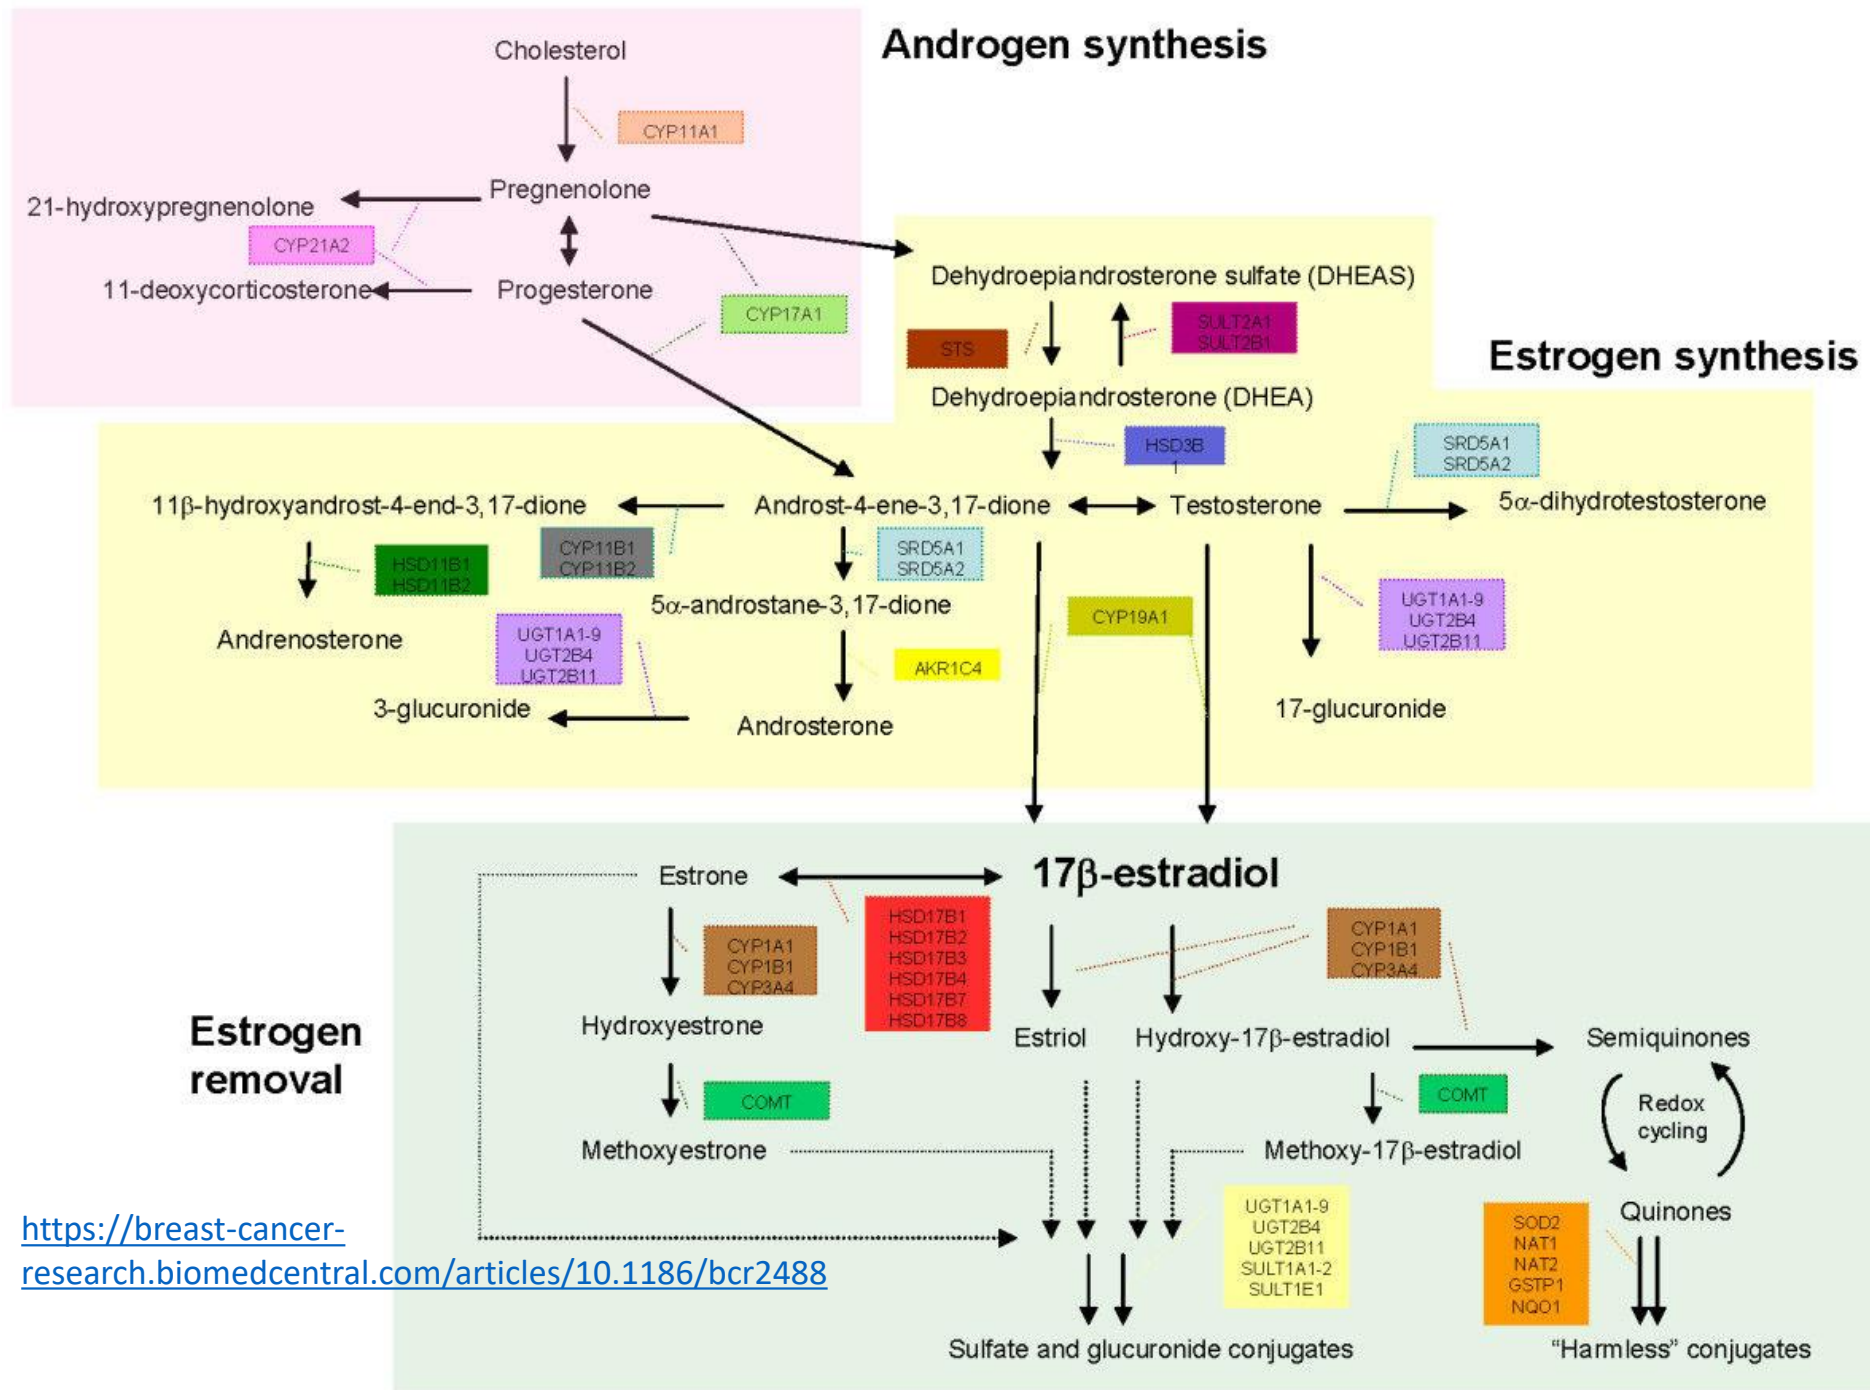 Androgen synthesis
Cholesterol
CYP11A1
Pregnenolone
21-hydroxypregnenolone
CYP21A2
11-deoxycorticosterone
Progesterone
CYP17A1
Dehydroepiandrosterone sulfate (DHEAS)
STS
SULT2A1
SULT2B1
Estrogen synthesis
Dehydroepiandrosterone (DHEA)
HSD3B
1
SRD5A1
SRD5A2
11β-hydroxyandrost-4-end-3,17-dione
Androst-4-ene-3,17-dione
Testosterone
5α-dihydrotestosterone
CYP11B1
CYP11B2
SRD5A1
SRD5A2
HSD11B1
HSD11B2
5α-androstane-3,17-dione
CYP19A1
UGT1A1-9
UGT2B4
UGT2B11
Andrenosterone
UGT1A1-9
UGT2B4
UGT2B11
AKR1C4
3-glucuronide
Androsterone
17-glucuronide
Estrone
17β-estradiol
HSD17B1
HSD17B2
HSD17B3
HSD17B4
HSD17B7
HSD17B8
CYP1A1
CYP1B1
CYP3A4
CYP1A1
CYP1B1
CYP3A4
Estrogen
removal
Hydroxyestrone
Estriol
Hydroxy-17β-estradiol
Semiquinones
COMT
COMT
Redox
cycling
Methoxyestrone
Methoxy-17β-estradiol
UGT1A1-9
UGT2B4
UGT2B11
SULT1A1-2
SULT1E1
Quinones
SOD2
NAT1
NAT2
GSTP1
NQO1
https://breast-cancer-
research.biomedcentral.com/articles/10.1186/bcr2488
Sulfate and glucuronide conjugates
“Harmless” conjugates